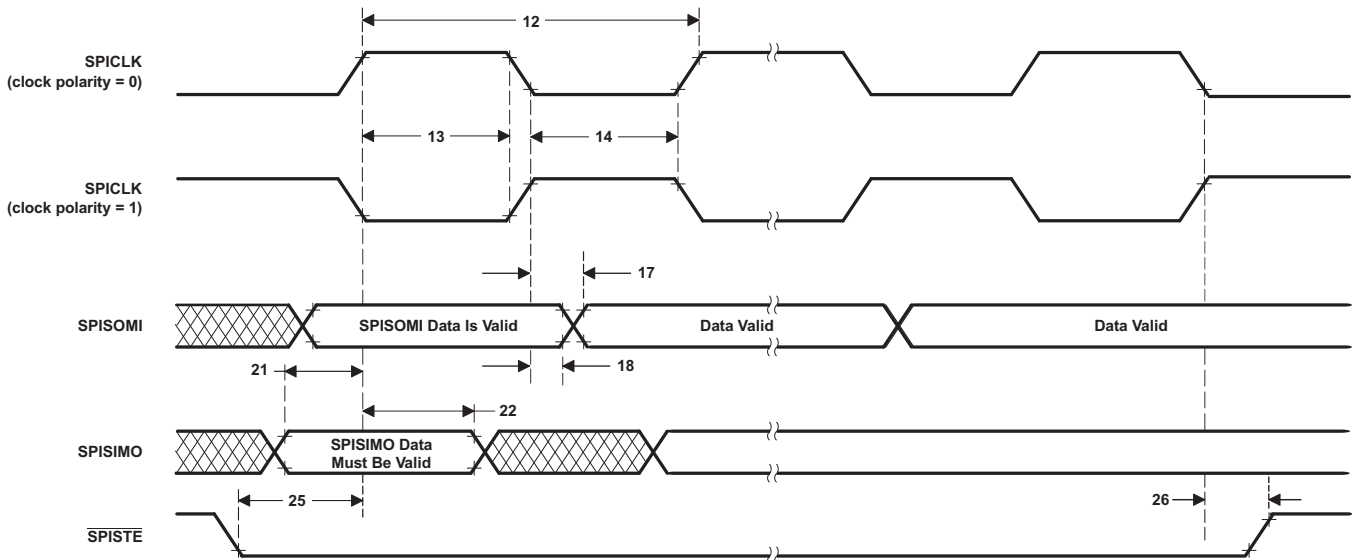 12
SPICLK
(clock polarity = 0)
13
14
SPICLK
(clock polarity = 1)
17
SPISOMI
SPISOMI Data Is Valid
Data Valid
Data Valid
21
18
22
SPISIMO
SPISIMO Data
Must Be Valid
25
26
SPISTE